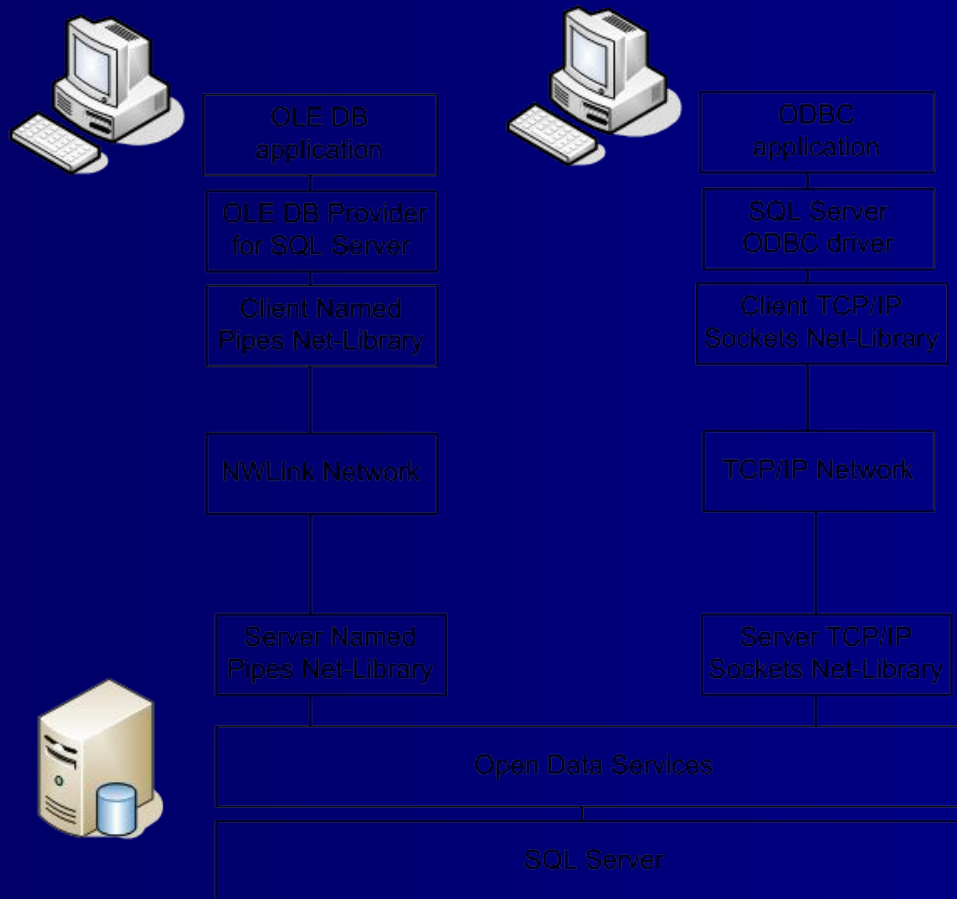 OLE DB
application
OLE DB Provider
for SQL Server
Client Named
Pipes Net-Library
NWLink Network
Server Named
Pipes Net-Library
ODBC
application
SQL Server
ODBC driver
Client TCP/IP
Sockets Net-Library
TCP/IP Network
Server TCP/IP
Sockets Net-Library
Open Data Services
SQL Server